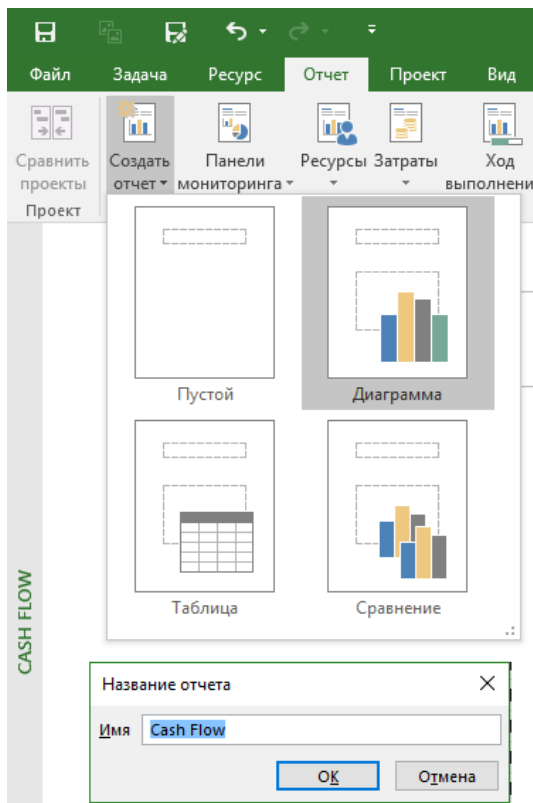 Файл Задача Ресурс Отчет Проект Вид
Сравнить проекты
Создать отчет
Панели мониторинга
Ресурсы
Затраты
Ход
Проект
Пустой
Диаграмма
Таблица
Сравнение
CASH FLOW
Название отчета
Имя Cash Flow
ОК Отмена